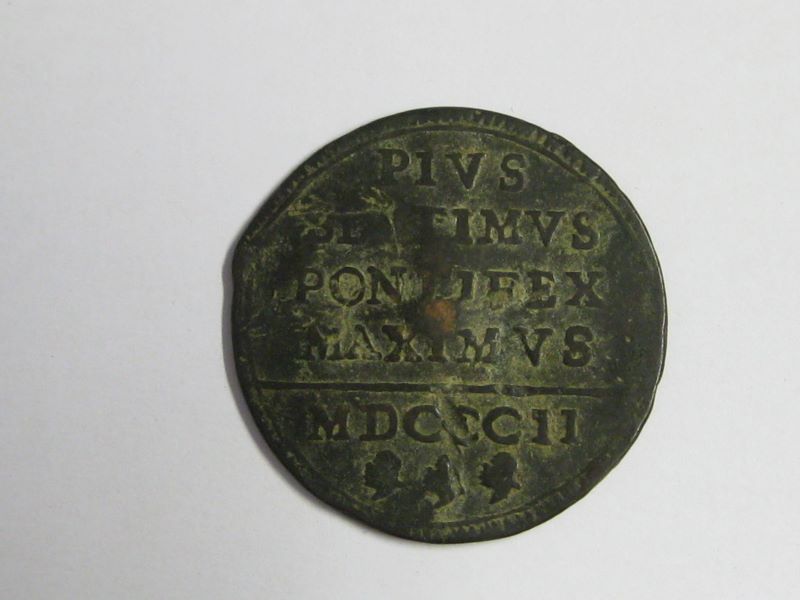 PIVS
SEPTIMVS
PONTIFEX
MAXIMVS
MDCCCII